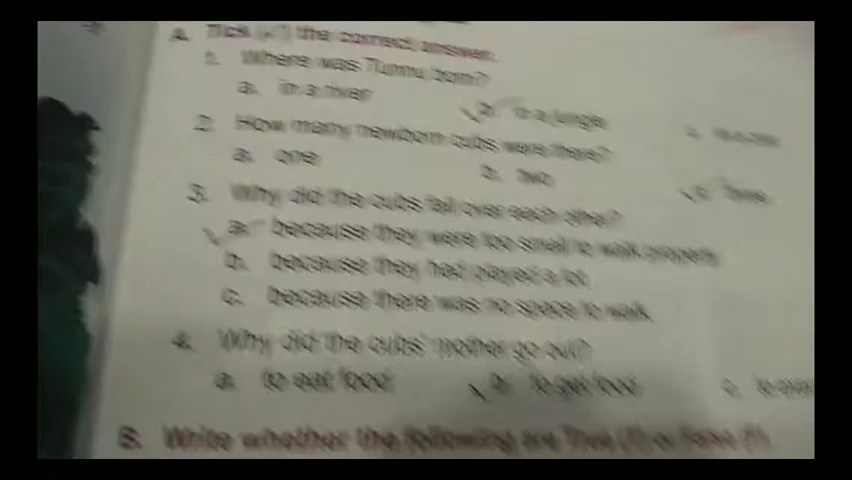 A. Tick (✓) the correct answer.
1. Where was Tunnu born?
a. in a river b. in a jungle c.
2. How many newborn cubs were there?
a. one b. two c.
3. Why did the cubs fall over each other?
a. because they were too small to walk properly
b. because they had played a lot
c. because there was no space to walk
4. Why did the cubs' mother go out?
a. to eat food b. to get food c. to
B. Write whether the following are True (T) or False (F).